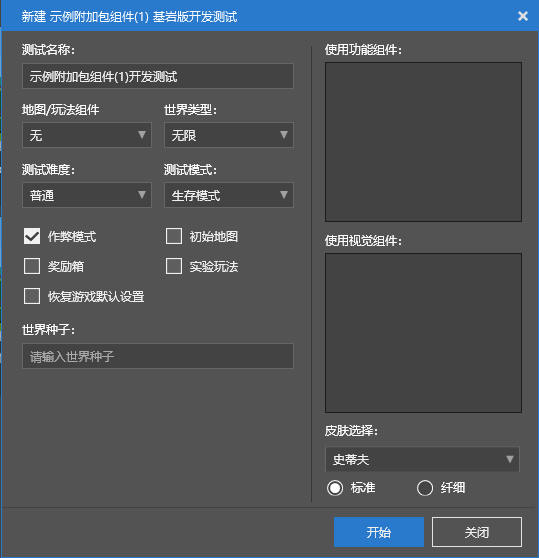 新建 示例附加包组件(1) 基岩版开发测试
测试名称:
示例附加包组件(1)开发测试
地图/玩法组件
世界类型:
无
无限
测试难度:
测试模式:
普通
生存模式
作弊模式
初始地图
奖励箱
实验玩法
恢复游戏默认设置
世界种子:
请输入世界种子
使用功能组件:
使用视觉组件:
皮肤选择:
史蒂夫
标准
纤细
开始
关闭